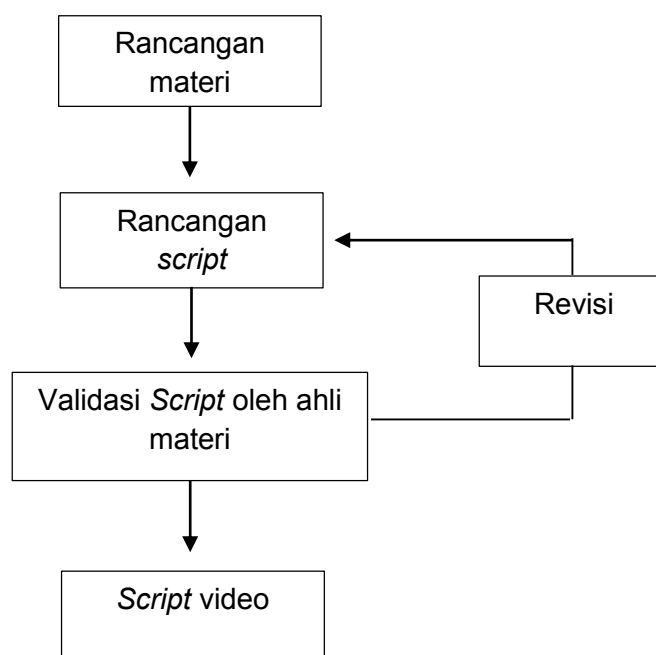 Rancangan
materi
Rancangan
script
Revisi
Validasi Script oleh ahli
materi
Script video